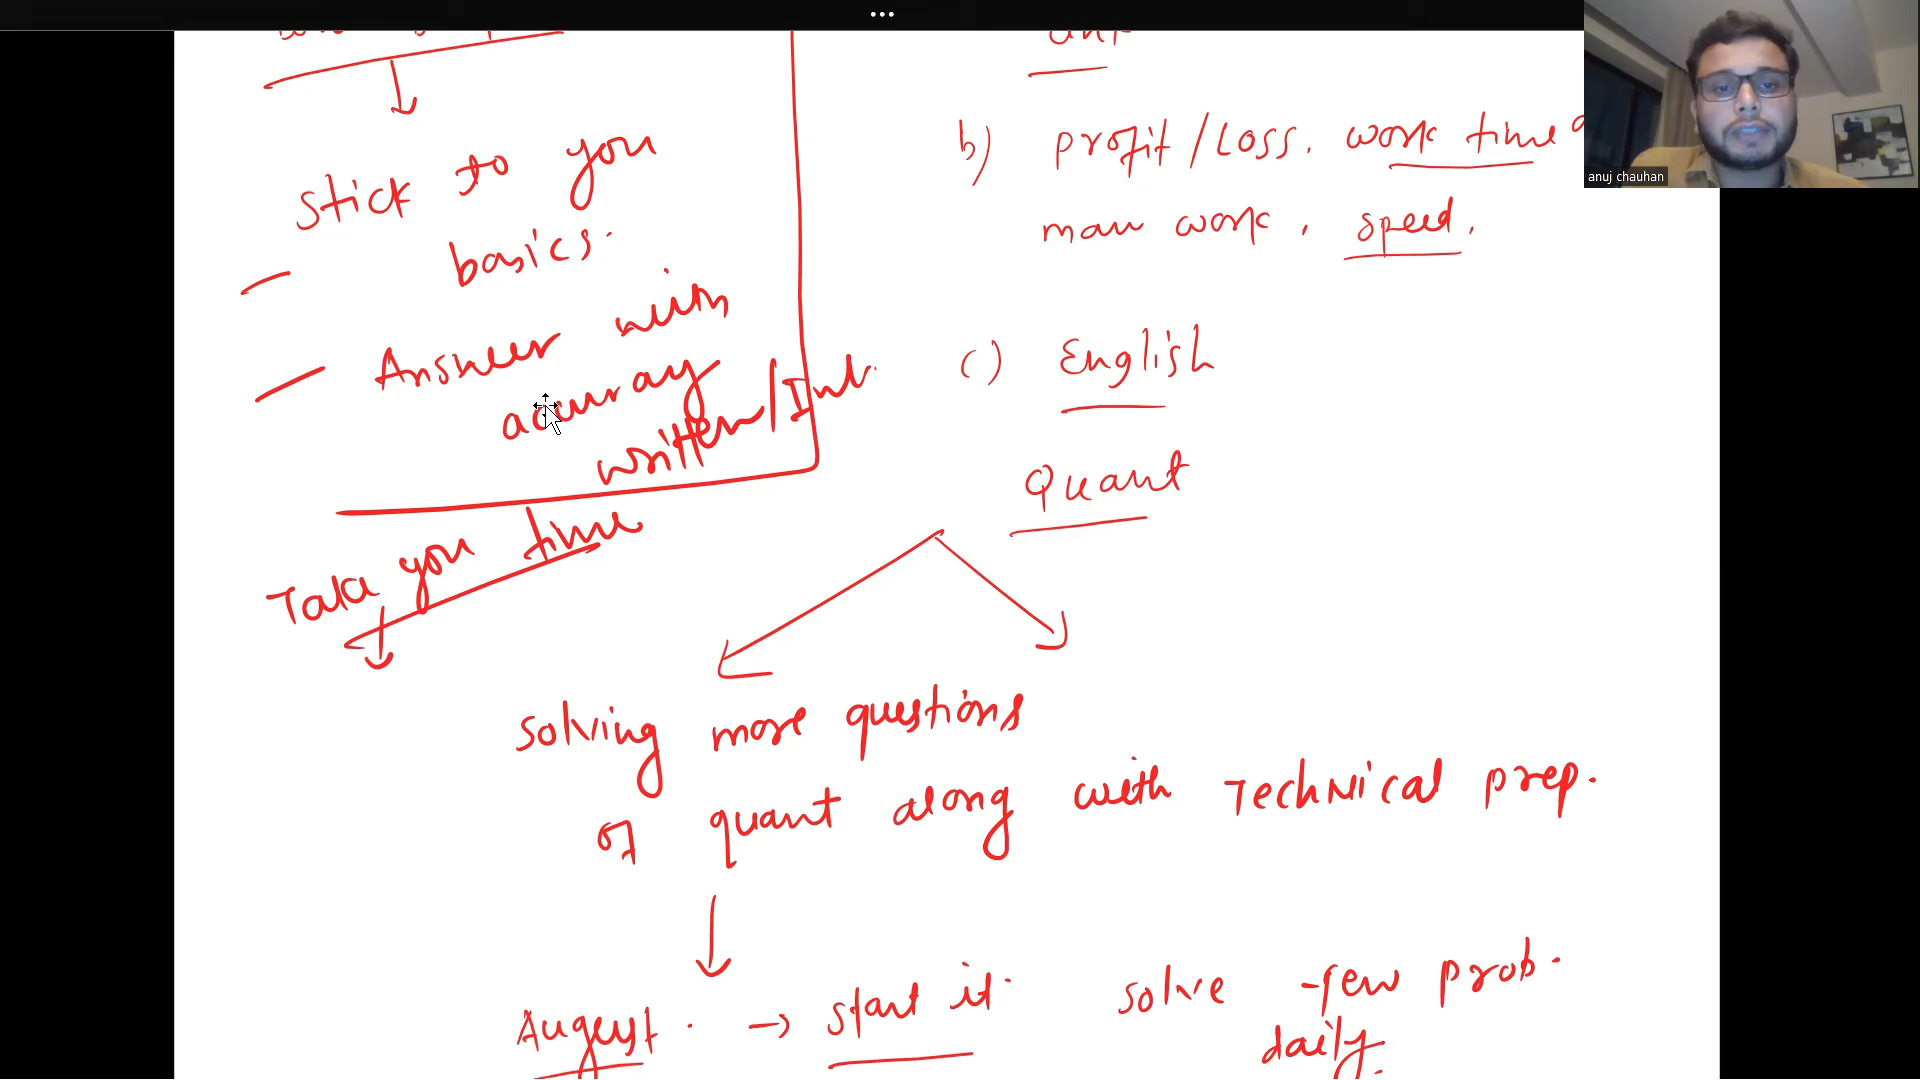 stick to you
basics.
Answer with
accuray
written/Int.
Take you time
b) profit/Loss. work time
man work, speed,
c) English
Quant
solving more questions
of quant along with Technical prep.
August. → start it. solve few prob.
daily.
anuj chauhan